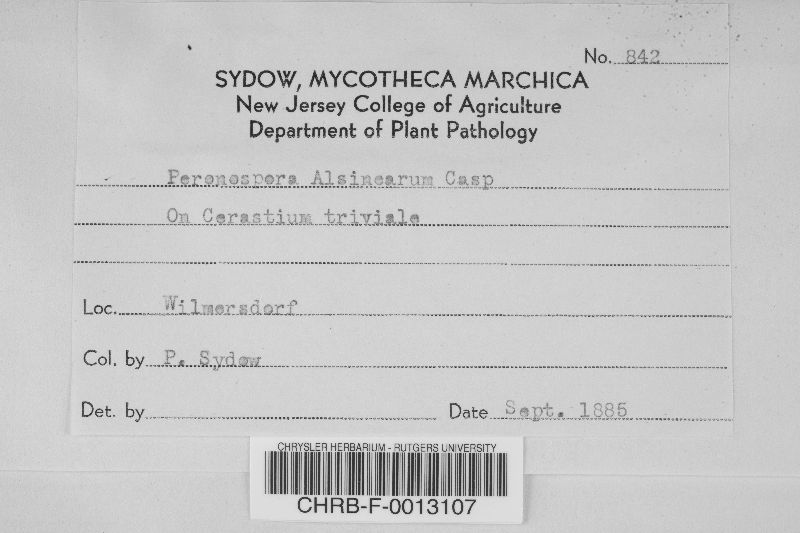 No. 842
SYDOW, MYCOTHECA MARCHICA
New Jersey College of Agriculture
Department of Plant Pathology
Peronospora Alsinearum Casp
On Cerastium triviale
Loc. Wilmersdorf
Col. by P. Sydow
Det. by Date Sept. 1885
CHRYSLER HERBARIUM - RUTGERS UNIVERSITY
CHRB-F-0013107